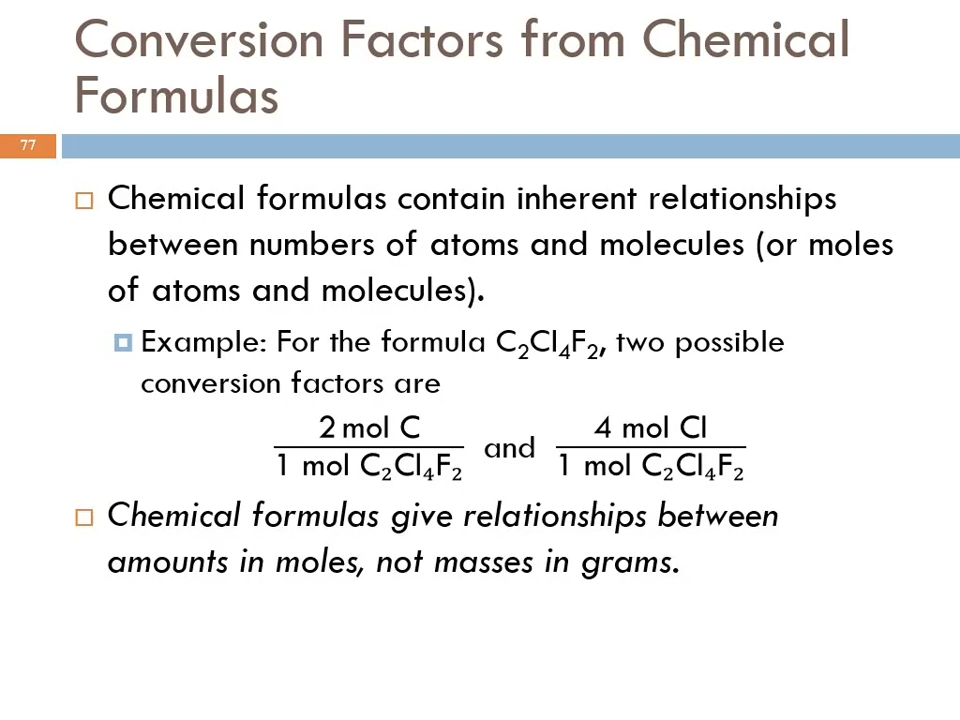 Conversion Factors from Chemical
Formulas
77
Chemical formulas contain inherent relationships
between numbers of atoms and molecules (or moles
of atoms and molecules).
Example: For the formula C₂Cl₄F₂, two possible
conversion factors are
2 mol C / 1 mol C₂Cl₄F₂ and 4 mol Cl / 1 mol C₂Cl₄F₂
Chemical formulas give relationships between
amounts in moles, not masses in grams.